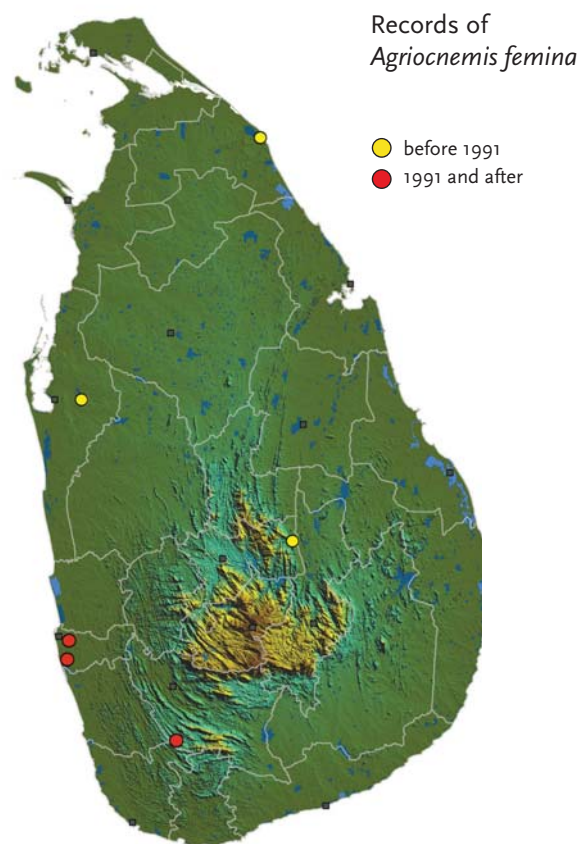 Records of
Agriocnemis femina
before 1991
1991 and after